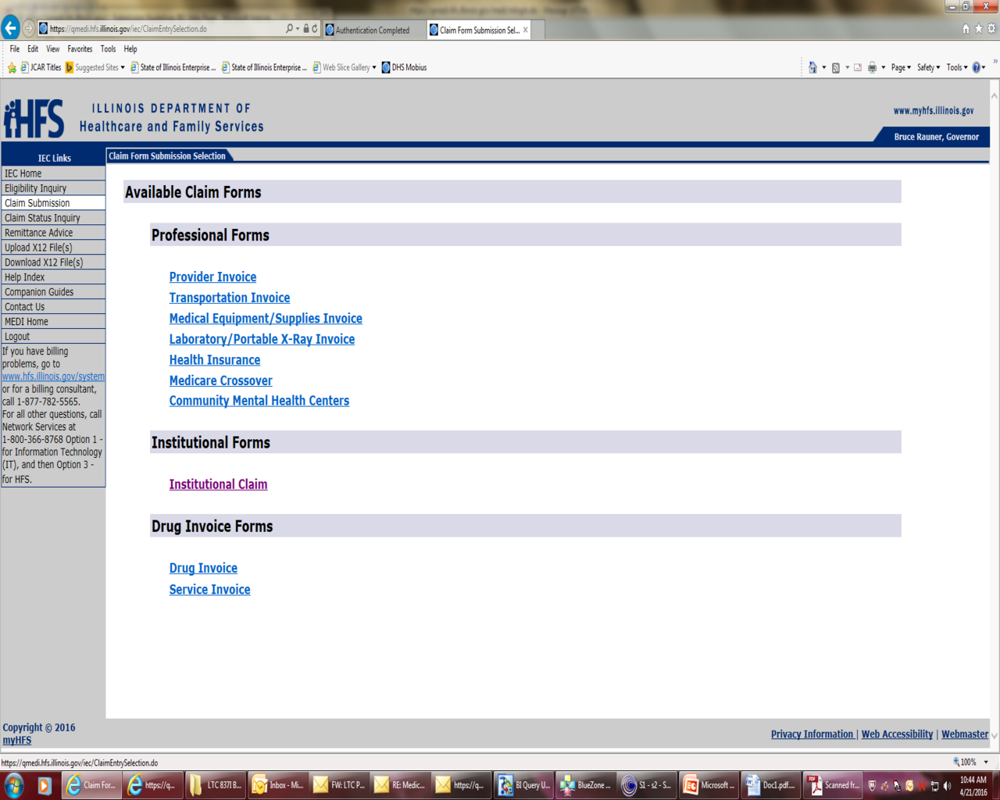 https://qmedi.hfs.illinois.gov/iec/ClaimEntrySelection.do
Authentication Completed
Claim Form Submission Sel...
File Edit View Favorites Tools Help
JCAR Titles Suggested Sites State of Illinois Enterprise ... State of Illinois Enterprise ... Web Slice Gallery DHS Mobius
Page Safety Tools
HFS
ILLINOIS DEPARTMENT OF
Healthcare and Family Services
www.myhfs.illinois.gov
Bruce Rauner, Governor
IEC Links
Claim Form Submission Selection
IEC Home
Eligibility Inquiry
Claim Submission
Claim Status Inquiry
Remittance Advice
Upload X12 File(s)
Download X12 File(s)
Help Index
Companion Guides
Contact Us
MEDI Home
Logout
If you have billing
problems, go to
www.hfs.illinois.gov/system
or for a billing consultant,
call 1-877-782-5565.
For all other questions, call
Network Services at
1-800-366-8768 Option 1 -
for Information Technology
(IT), and then Option 3 -
for HFS.
Available Claim Forms
Professional Forms
Provider Invoice
Transportation Invoice
Medical Equipment/Supplies Invoice
Laboratory/Portable X-Ray Invoice
Health Insurance
Medicare Crossover
Community Mental Health Centers
Institutional Forms
Institutional Claim
Drug Invoice Forms
Drug Invoice
Service Invoice
Copyright © 2016
myHFS
Privacy Information | Web Accessibility | Webmaster
https://qmedi.hfs.illinois.gov/iec/ClaimEntrySelection.do
100%
Claim For... https://q... LTC 837I B... Inbox - Mi... FW: LTC P... RE: Medic... https://q... BI Query U... BlueZone ... S1 - s2 - S... Microsoft ... Doc1.pdf.... Scanned fr...
10:44 AM
4/21/2016